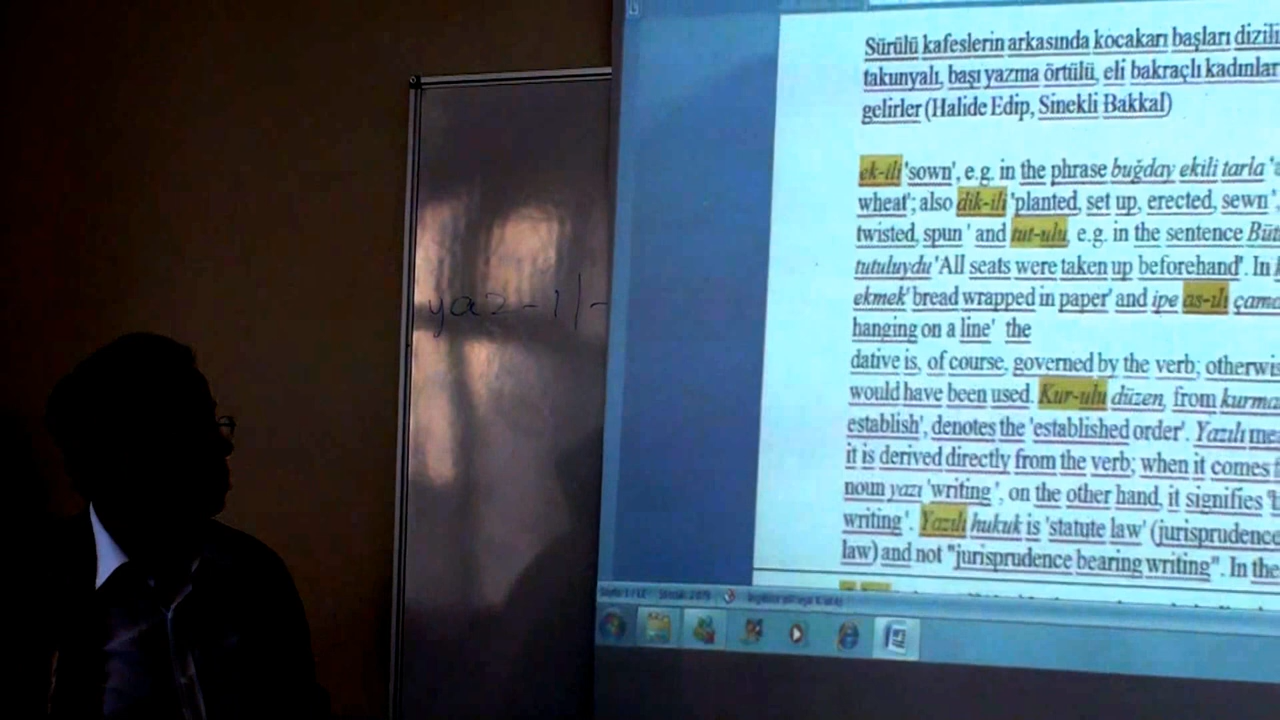 Sürülü kafeslerin arkasında kocakarı başları dizili
takunyalı, başı yazma örtülü, eli bakraçlı kadınlar
gelirler (Halide Edip, Sinekli Bakkal)
ek-ili 'sown', e.g. in the phrase buğday ekili tarla
wheat'; also dik-ili 'planted, set up, erected, sewn'
twisted, spun ' and tut-ulu, e.g. in the sentence
tutuluydu 'All seats were taken up beforehand'. In
ekmek' bread wrapped in paper' and ipe as-ılı
hanging on a line' the
dative is, of course, governed by the verb;
would have been used. Kur-ulu düzen, from kurma
establish', denotes the 'established order'. Yazılı
it is derived directly from the verb; when it comes
noun yazı 'writing ', on the other hand, it signifies
writing'. Yazılı hukuk is 'statute law' (jurisprudence
law) and not "jurisprudence bearing writing". In the
yaz-ıl-